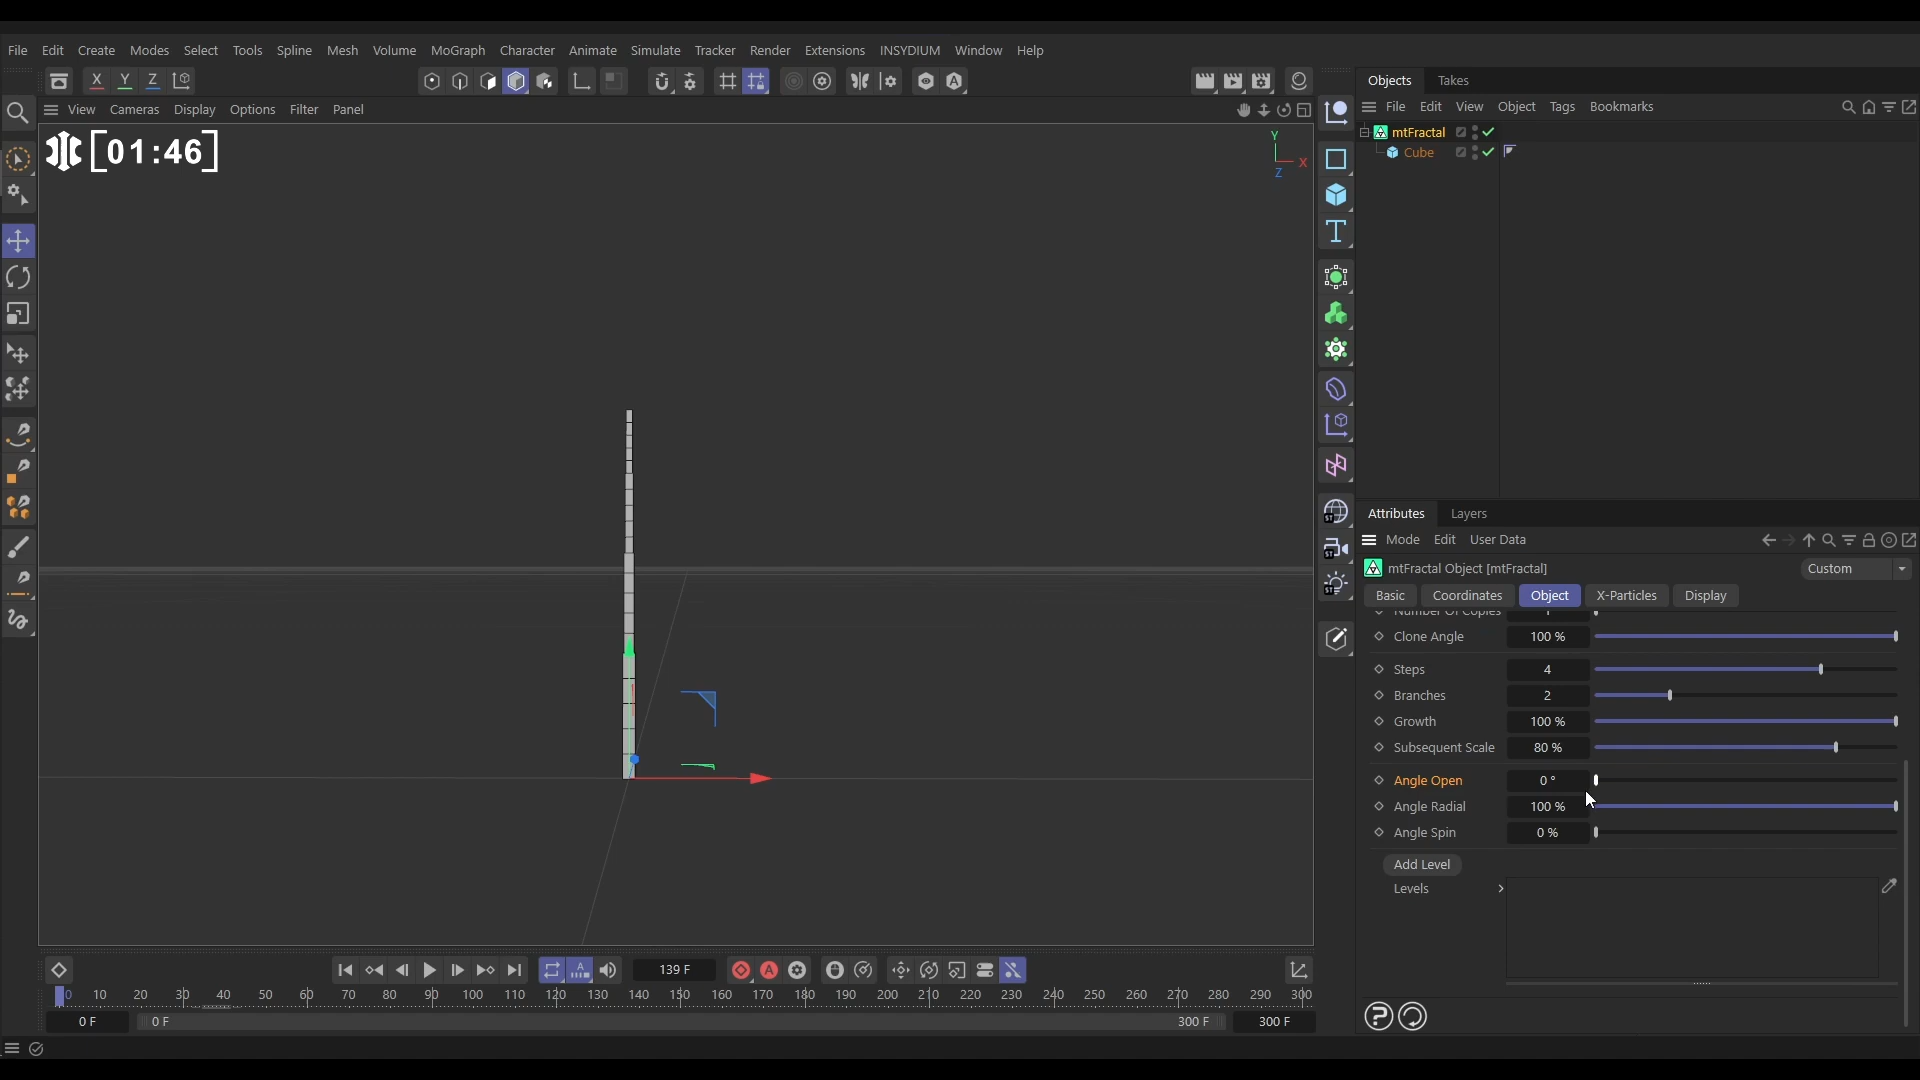 File Edit Create Modes Select Tools Spline Mesh Volume MoGraph Character Animate Simulate Tracker Render Extensions INSYDIUM Window Help
X Y Z
View Cameras Display Options Filter Panel
[01:46]
Y
X
Z
Objects Takes
File Edit View Object Tags Bookmarks
mtFractal
Cube
Attributes Layers
Mode Edit User Data
mtFractal Object [mtFractal] Custom
Basic Coordinates Object X-Particles Display
Number Of Copies 1
Clone Angle 100 %
Steps 4
Branches 2
Growth 100 %
Subsequent Scale 80 %
Angle Open 0 °
Angle Radial 100 %
Angle Spin 0 %
Add Level
Levels
139 F
0 10 20 30 40 50 60 70 80 90 100 110 120 130 140 150 160 170 180 190 200 210 220 230 240 250 260 270 280 290 300
0 F 0 F 300 F 300 F